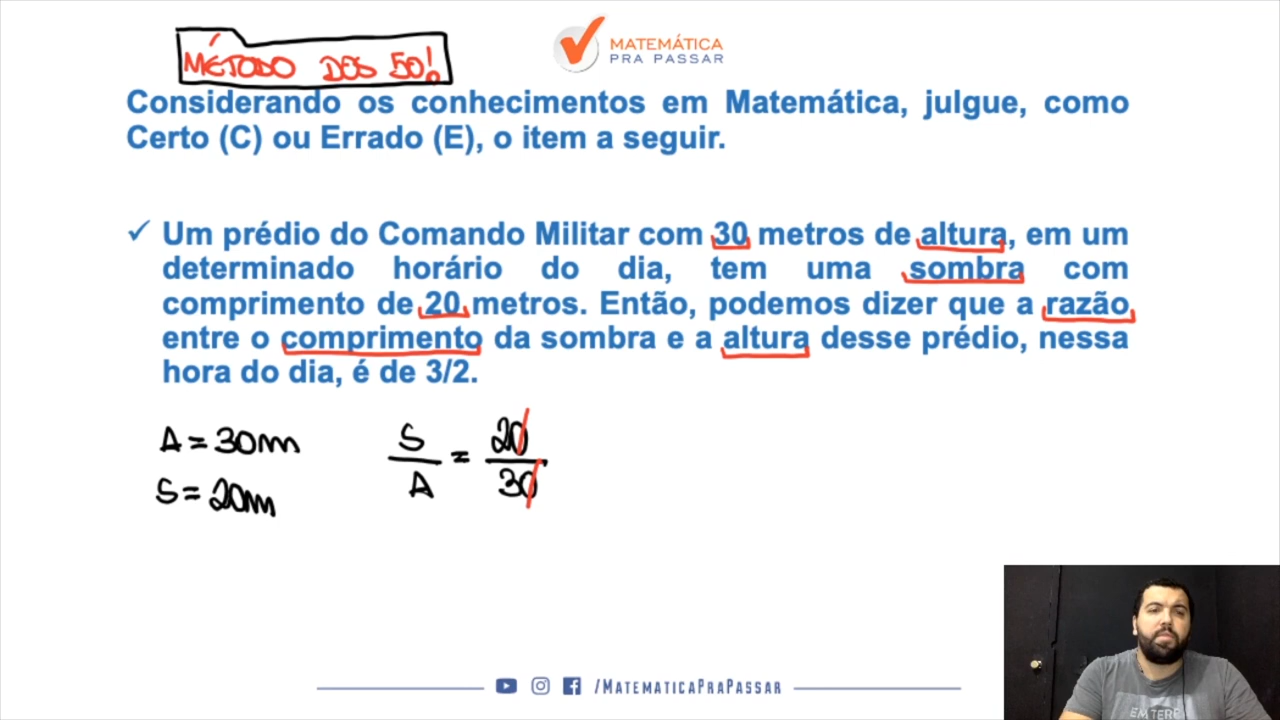 MÉTODO DOS 50!
MATEMÁTICA
PRA PASSAR
Considerando os conhecimentos em Matemática, julgue, como
Certo (C) ou Errado (E), o item a seguir.
✓ Um prédio do Comando Militar com 30 metros de altura, em um
determinado horário do dia, tem uma sombra com
comprimento de 20 metros. Então, podemos dizer que a razão
entre o comprimento da sombra e a altura desse prédio, nessa
hora do dia, é de 3/2.
A = 30m
S = 20m
S/A = 20/30
EM TERE
/MATEMATICAPRAPASSAR